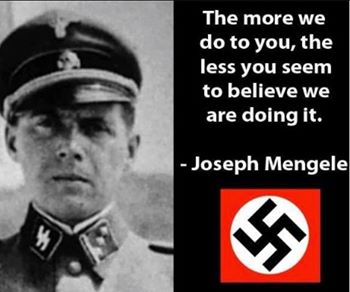 The more we
do to you, the
less you seem
to believe we
are doing it.
- Joseph Mengele